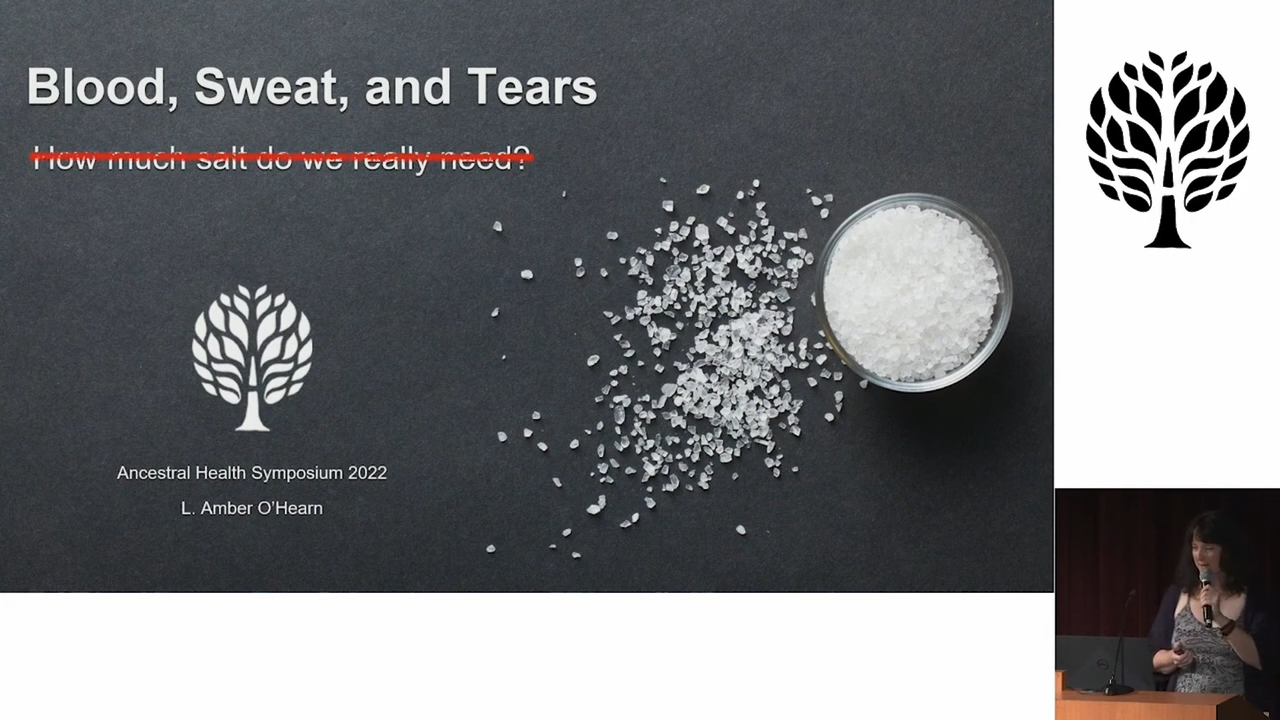 Blood, Sweat, and Tears
How much salt do we really need?
Ancestral Health Symposium 2022
L. Amber O'Hearn